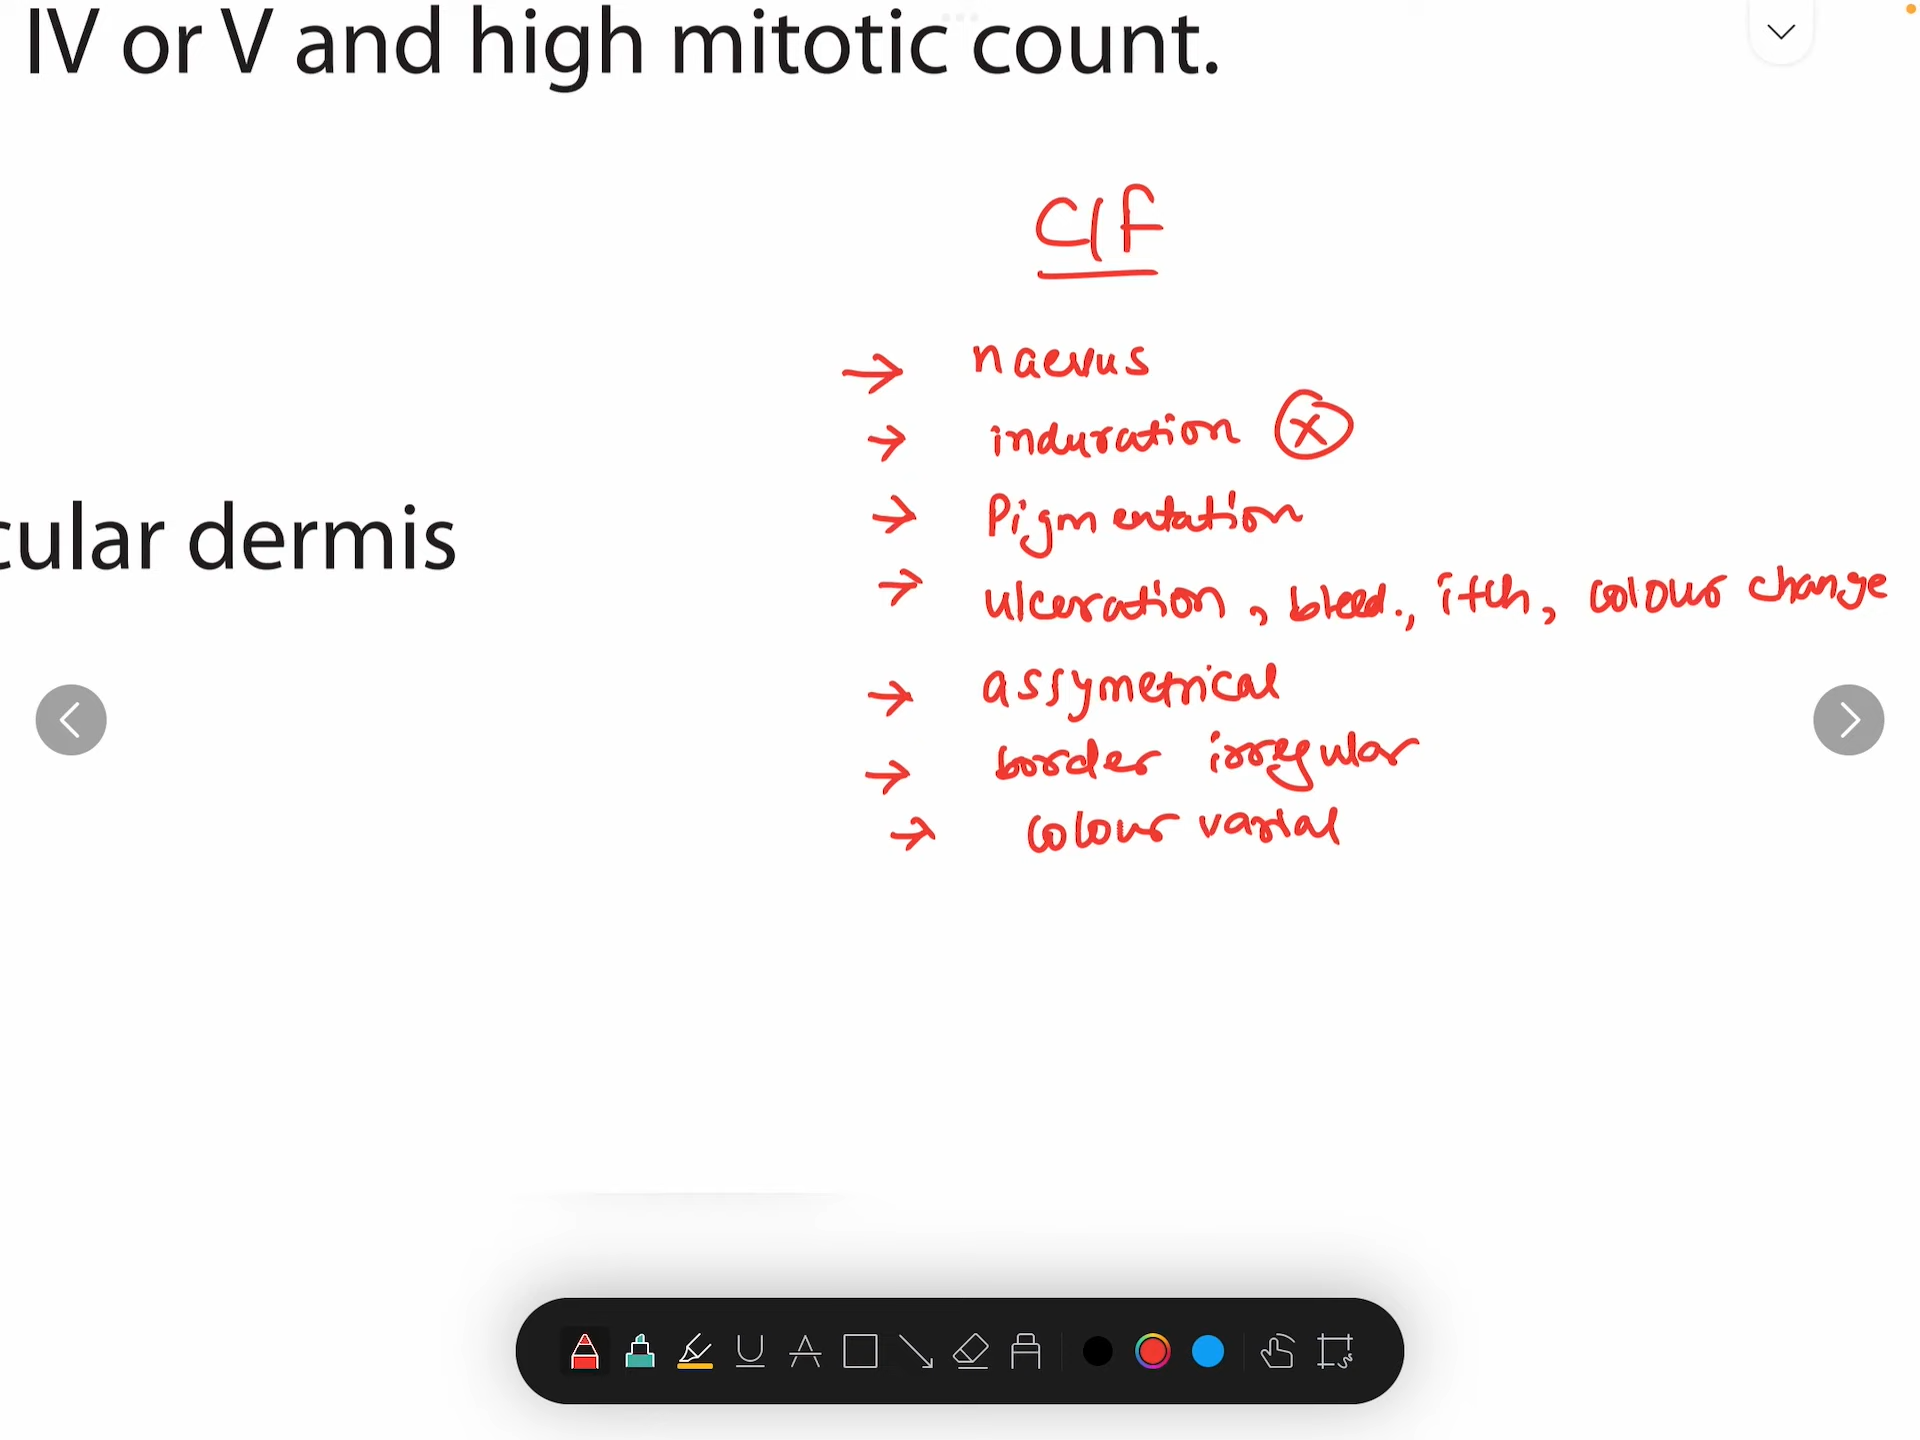 IV or V and high mitotic count.
C/F
→ naevus
→ induration ⓧ
cular dermis
→ Pigmentation
→ ulceration, bleed., itch, colour change
→ assymetrical
→ border irregular
→ colour varial